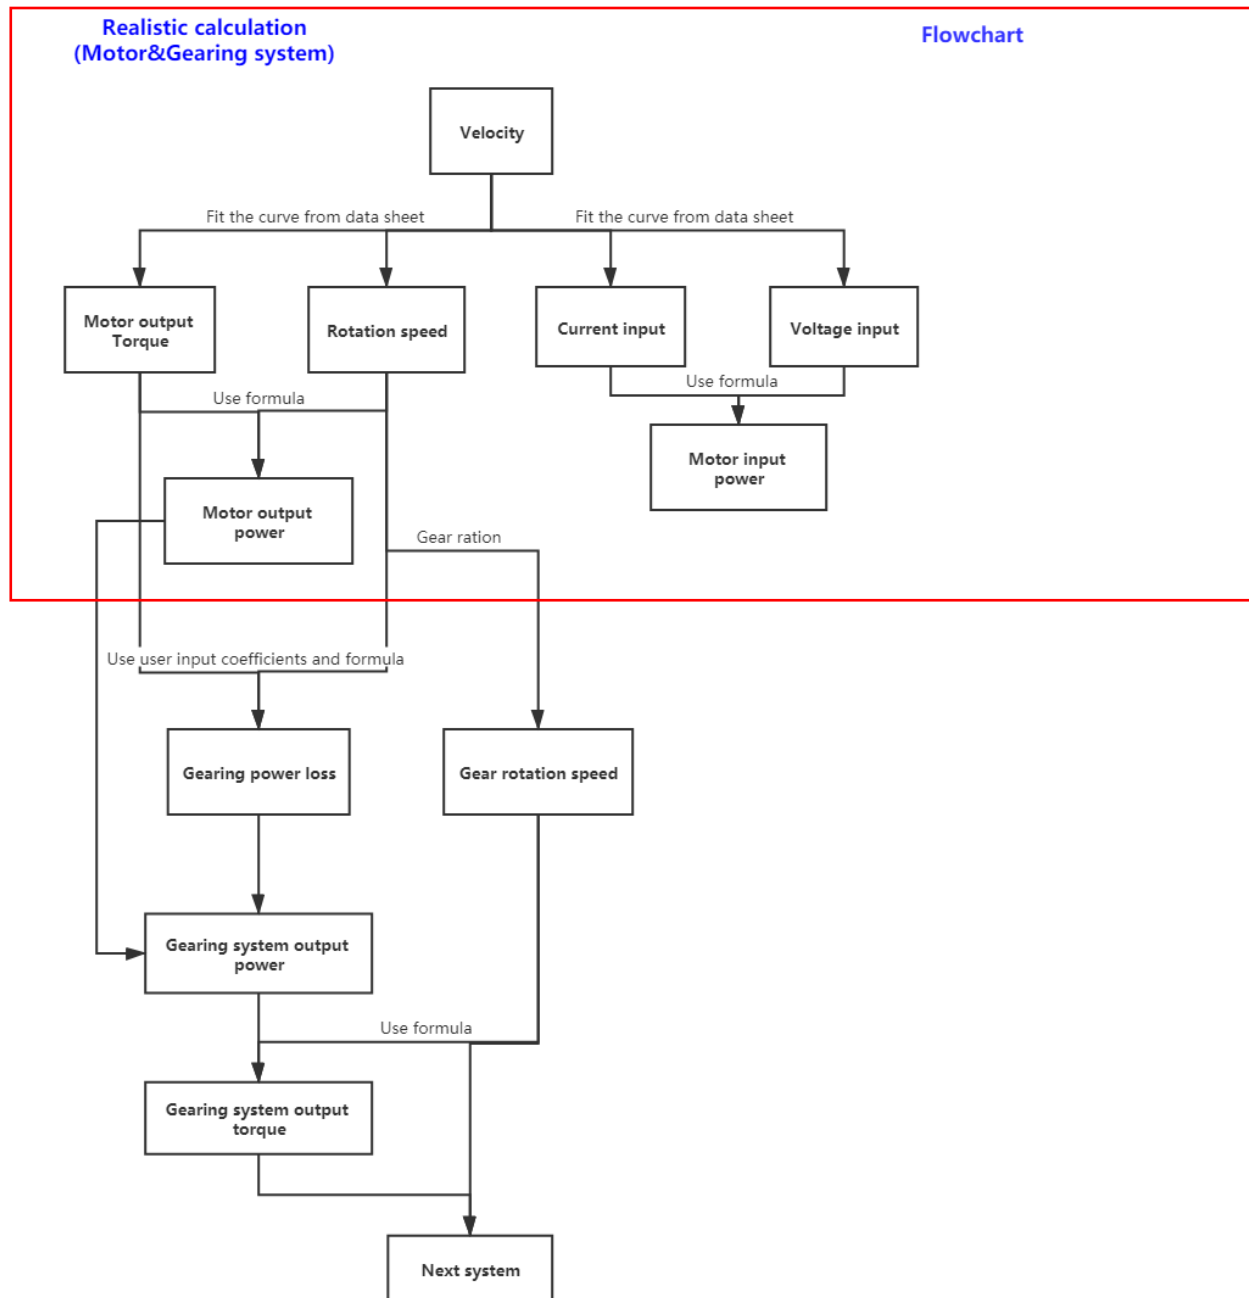 Realistic calculation
(Motor&Gearing system)
Flowchart
Velocity
Fit the curve from data sheet
Fit the curve from data sheet
Motor output
Torque
Rotation speed
Current input
Voltage input
Use formula
Use formula
Motor input
power
Motor output
power
Gear ration
Use user input coefficients and formula
Gearing power loss
Gear rotation speed
Gearing system output
power
Use formula
Gearing system output
torque
Next system